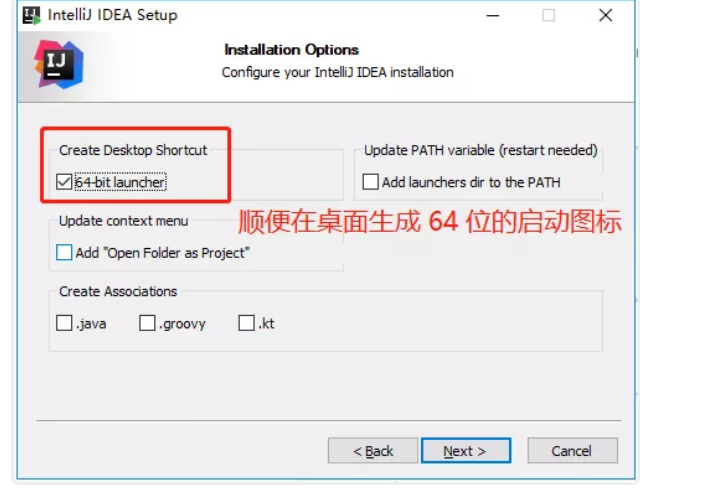 IntelliJ IDEA Setup
IJ
Installation Options
Configure your IntelliJ IDEA installation
Create Desktop Shortcut
64-bit launcher
Update PATH variable (restart needed)
Add launchers dir to the PATH
顺便在桌面生成 64 位的启动图标
Update context menu
Add "Open Folder as Project"
Create Associations
.java .groovy .kt
< Back Next > Cancel